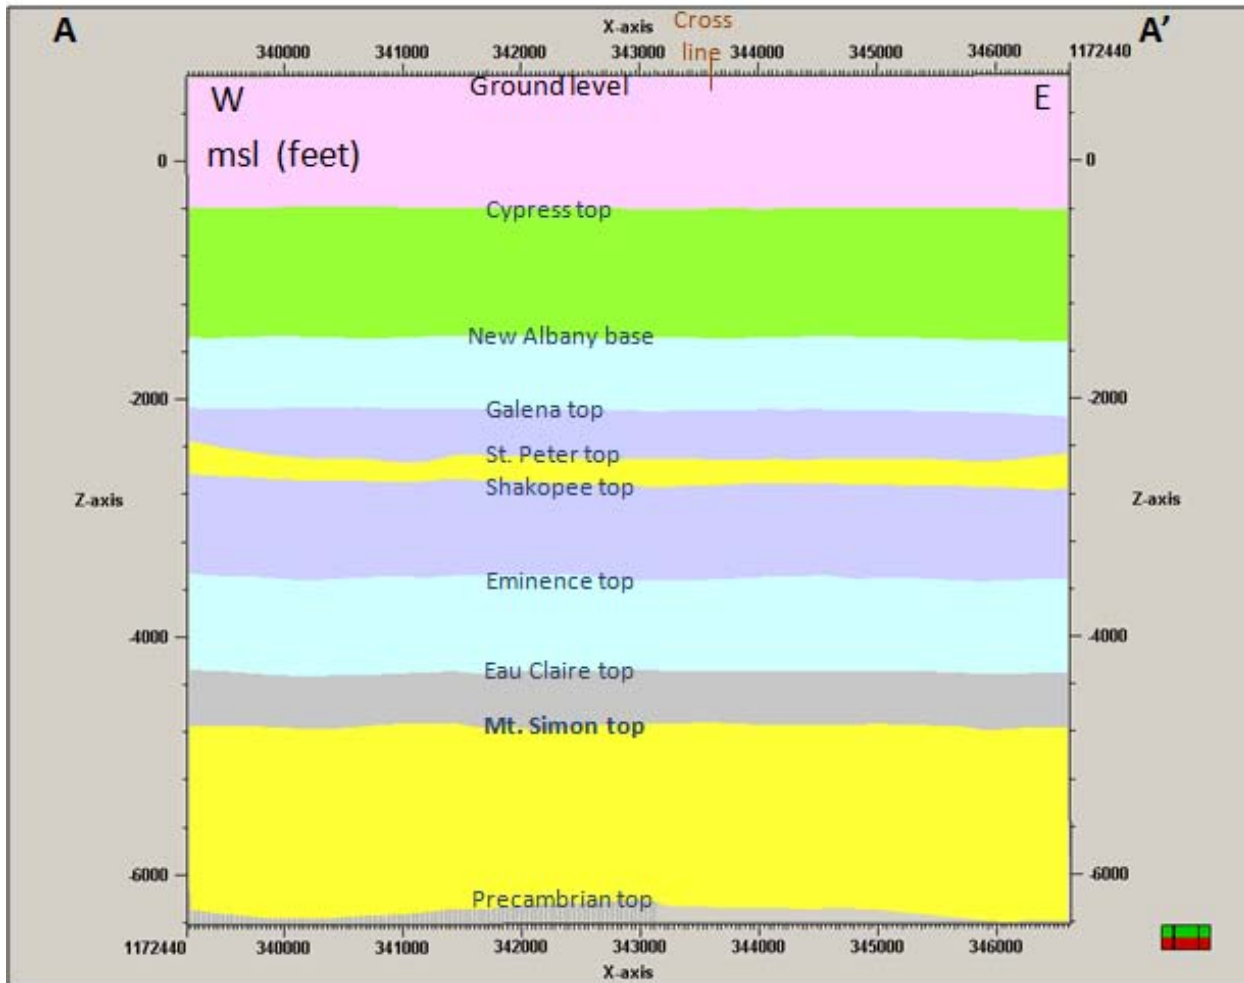 A
X-axis
Cross
line
A’
340000 341000 342000 343000 344000 345000 346000 1172440
Ground level
W
E
msl (feet)
0
0
Cypress top
New Albany base
-2000
-2000
Galena top
St. Peter top
Shakopee top
Z-axis
Z-axis
Eminence top
-4000
-4000
Eau Claire top
Mt. Simon top
-6000
-6000
Precambrian top
1172440 340000 341000 342000 343000 344000 345000 346000
X-axis